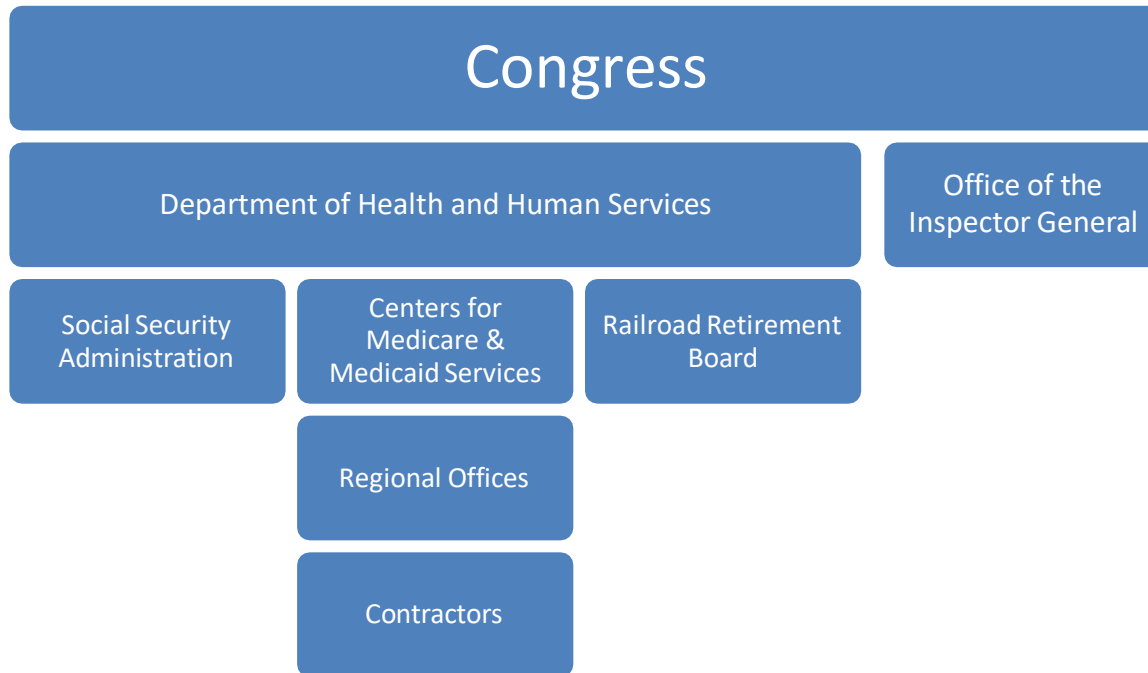 Congress
Department of Health and Human Services
Office of the
Inspector General
Social Security
Administration
Centers for
Medicare &
Medicaid Services
Railroad Retirement
Board
Regional Offices
Contractors